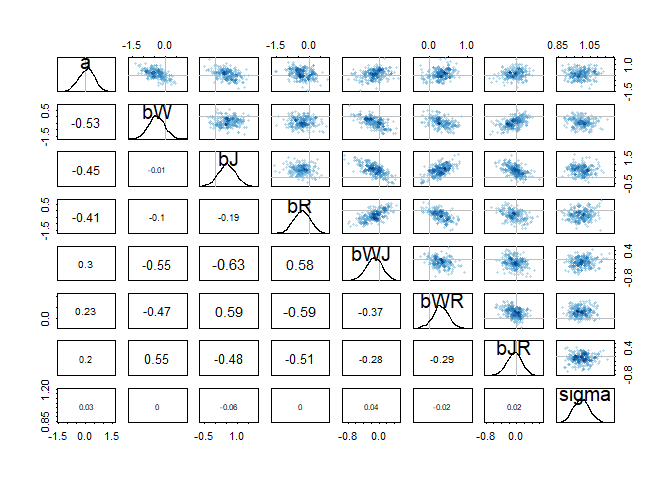 -1.5 0.0 -1.5 0.0 0.0 1.0 0.85 1.05
a -1.0 1.0
-1.5 0.5 -0.53 bW
-0.45 -0.01 bJ -0.5 1.5
-1.5 0.5 -0.41 -0.1 -0.19 bR
0.3 -0.55 -0.63 0.58 bWJ -0.8 0.4
0.0 0.23 -0.47 0.59 -0.59 -0.37 bWR
0.2 0.55 -0.48 -0.51 -0.28 -0.29 bJR -0.8 0.4
0.85 1.20 0.03 0 -0.06 0 0.04 -0.02 0.02 sigma
-1.5 0.0 1.5 -0.5 1.0 -0.8 0.0 -0.8 0.0